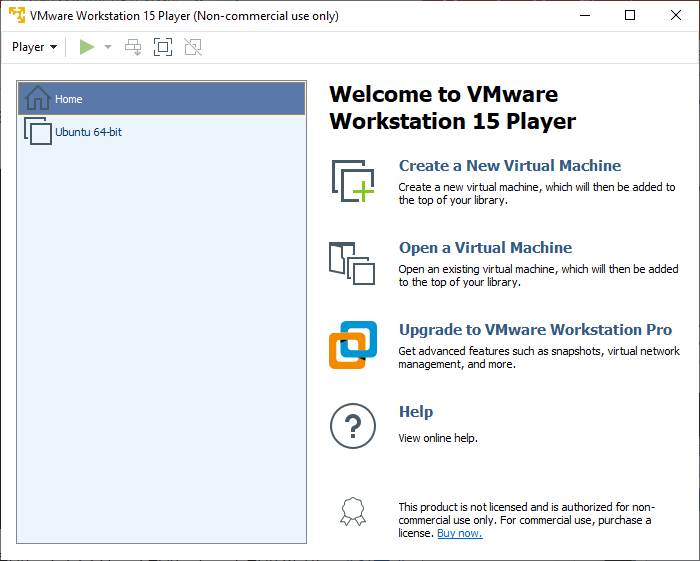 VMware Workstation 15 Player (Non-commercial use only)
Player
Home
Ubuntu 64-bit
Welcome to VMware
Workstation 15 Player
Create a New Virtual Machine
Create a new virtual machine, which will then be added
to the top of your library.
Open a Virtual Machine
Open an existing virtual machine, which will then be added
to the top of your library.
Upgrade to VMware Workstation Pro
Get advanced features such as snapshots, virtual network
management, and more.
Help
View online help.
This product is not licensed and is authorized for non-
commercial use only. For commercial use, purchase a
license. Buy now.